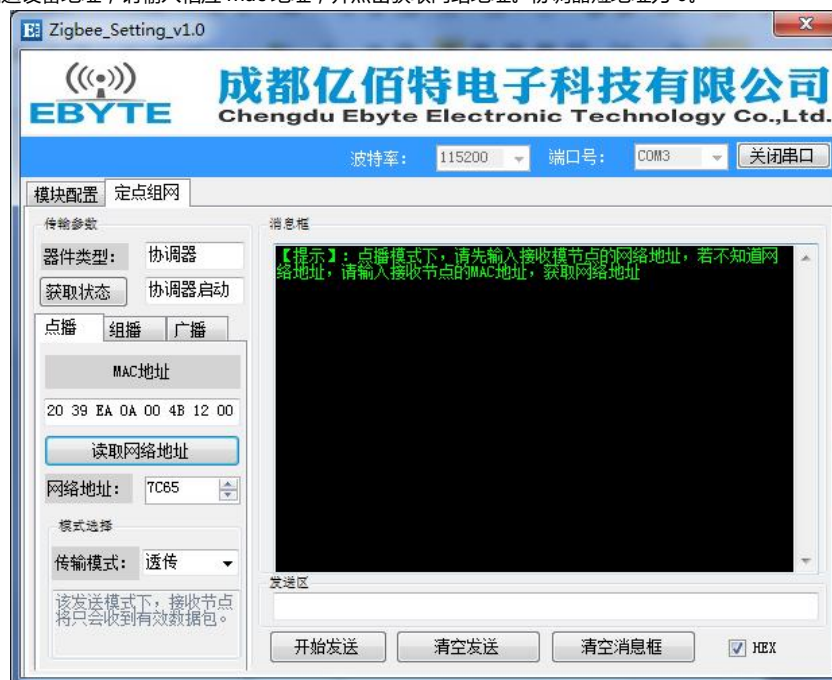 Zigbee_Setting_v1.0
EBYTE
成都亿佰特电子科技有限公司
Chengdu Ebyte Electronic Technology Co.,Ltd.
波特率: 115200 端口号: COM3 关闭串口
模块配置 定点组网
传输参数
器件类型: 协调器
获取状态 协调器启动
点播 组播 广播
MAC地址
20 39 EA 0A 00 4B 12 00
读取网络地址
网络地址: 7C65
模式选择
传输模式: 透传
该发送模式下，接收节点
将只会收到有效数据包。
消息框
【提示】：点播模式下，请先输入接收模节点的网络地址，若不知道网
络地址，请输入接收节点的MAC地址，获取网络地址
发送区
开始发送 清空发送 清空消息框 HEX